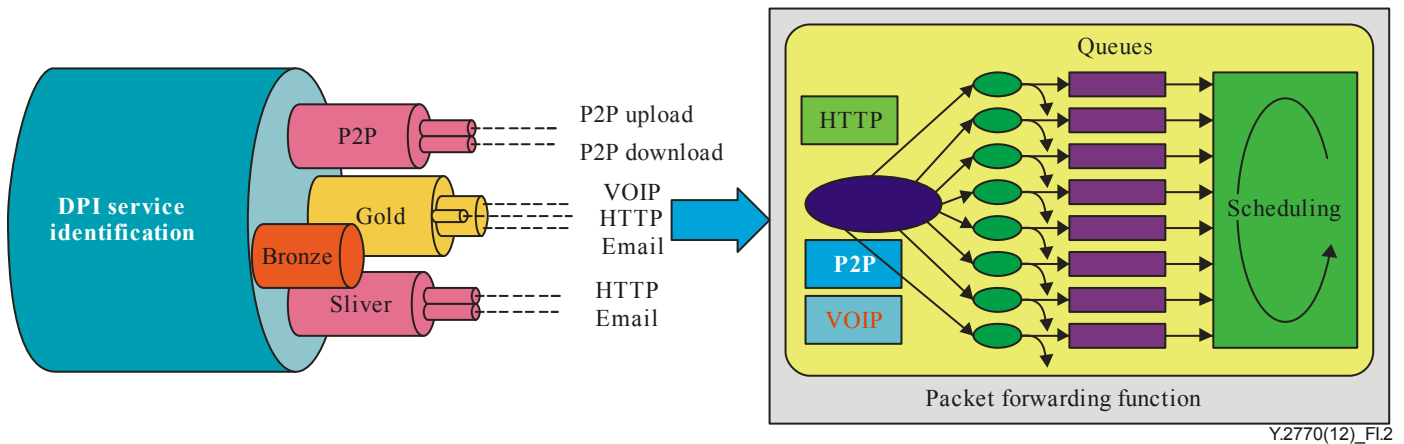 DPI service
identification
P2P
Gold
Bronze
Sliver
P2P upload
P2P download
VOIP
HTTP
Email
HTTP
Email
Queues
HTTP
P2P
VOIP
Scheduling
Packet forwarding function
Y.2770(12)_FI.2